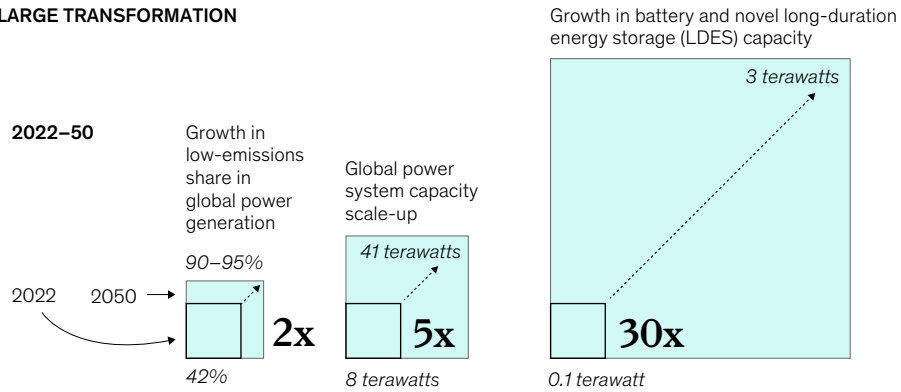 LARGE TRANSFORMATION
2022–50
Growth in
low-emissions
share in
global power
generation
90–95%
2022
2050
2x
42%
Global power
system capacity
scale-up
41 terawatts
5x
8 terawatts
Growth in battery and novel long-duration
energy storage (LDES) capacity
3 terawatts
30x
0.1 terawatt